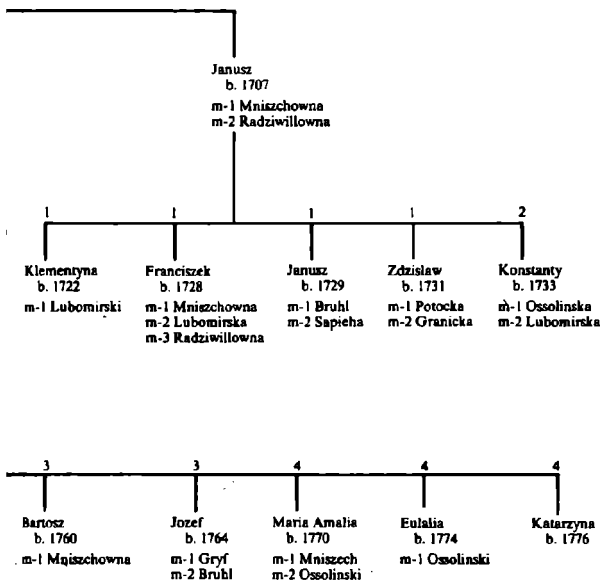 Janusz
b. 1707
m-1 Mniszchowna
m-2 Radziwillowna
1 1 1 1 2
Klementyna
b. 1722
m-1 Lubomirski
Franciszek
b. 1728
m-1 Mniszchowna
m-2 Lubomirska
m-3 Radziwillowna
Janusz
b. 1729
m-1 Bruhl
m-2 Sapieha
Zdzislaw
b. 1731
m-1 Potocka
m-2 Granicka
Konstanty
b. 1733
m-1 Ossolinska
m-2 Lubomirska
3 3 4 4 4
Bartosz
b. 1760
m-1 Mniszchowna
Jozef
b. 1764
m-1 Gryf
m-2 Bruhl
Maria Amalia
b. 1770
m-1 Mniszech
m-2 Ossolinski
Eulalia
b. 1774
m-1 Ossolinski
Katarzyna
b. 1776